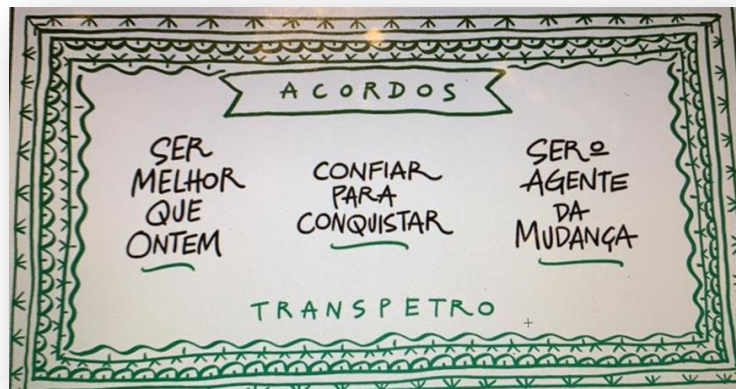 ACORDOS
SER
MELHOR
QUE
ONTEM
CONFIAR
PARA
CONQUISTAR
SER O
AGENTE
DA
MUDANÇA
TRANSPETRO